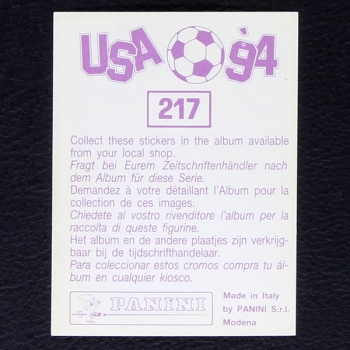 USA '94
217
Collect these stickers in the album available
from your local shop.
Fragt bei Eurem Zeitschriftenhändler nach
dem Album für diese Serie.
Demandez à votre détaillant l'Album pour la
collection de ces images.
Chiedete al vostro rivenditore l'album per la
raccolta di queste figurine.
Het album en de andere plaatjes zijn verkrijg-
baar bij de tijdschrifthandelaar.
Para coleccionar estos cromos compra tu ál-
bum en cualquier kiosco.
PANINI
Made in Italy
by PANINI S.r.l.
Modena